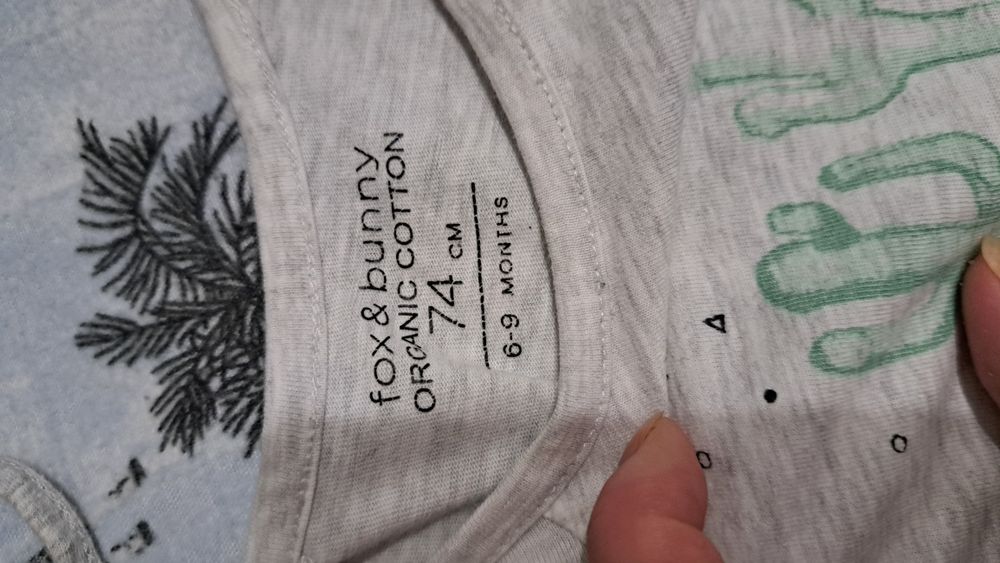 fox & bunny
ORGANIC COTTON
74 CM
6-9 MONTHS